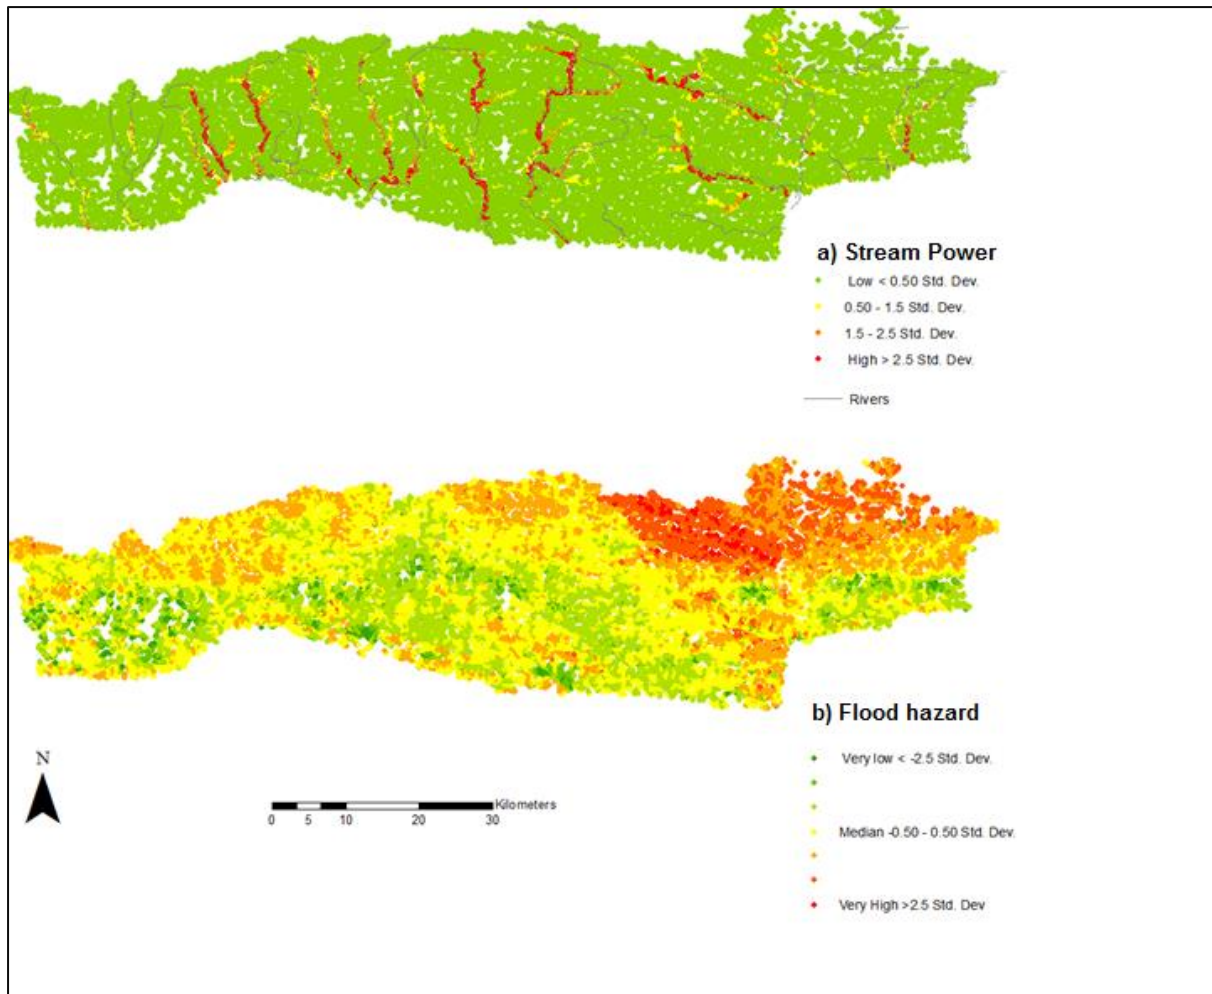 a) Stream Power
Low < 0.50 Std. Dev.
0.50 - 1.5 Std. Dev.
1.5 - 2.5 Std. Dev.
High > 2.5 Std. Dev.
Rivers
b) Flood hazard
Very low < -2.5 Std. Dev.
Median -0.50 - 0.50 Std. Dev.
Very High >2.5 Std. Dev
N
Kilometers
0 5 10 20 30